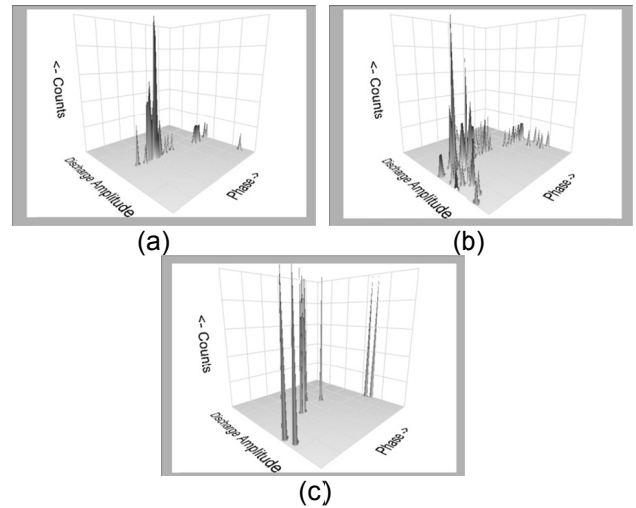 <- Counts
Discharge Amplitude
Phase >
(a)
<- Counts
Discharge Amplitude
Phase >
(b)
<- Counts
Discharge Amplitude
Phase >
(c)